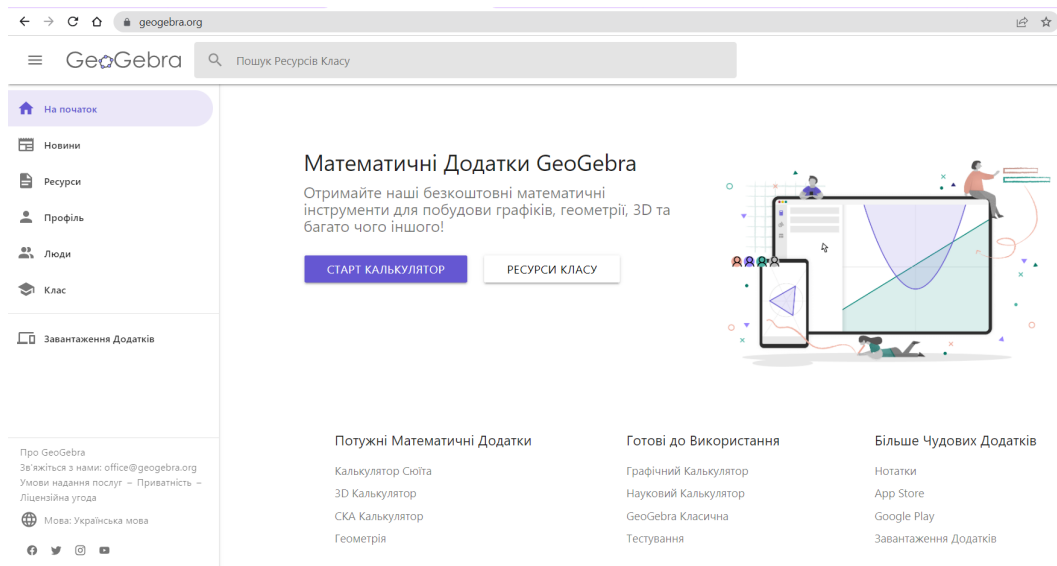 geogebra.org
GeoGebra
Пошук Ресурсів Класу
На початок
Новини
Ресурси
Профіль
Люди
Клас
Завантаження Додатків
Про GeoGebra
Зв'яжіться з нами: office@geogebra.org
Умови надання послуг – Приватність –
Ліцензійна угода
Мова: Українська мова
Математичні Додатки GeoGebra
Отримайте наші безкоштовні математичні
інструменти для побудови графіків, геометрії, 3D та
багато чого іншого!
СТАРТ КАЛЬКУЛЯТОР
РЕСУРСИ КЛАСУ
Потужні Математичні Додатки
Калькулятор Сюїта
3D Калькулятор
СКА Калькулятор
Геометрія
Готові до Використання
Графічний Калькулятор
Науковий Калькулятор
GeoGebra Класична
Тестування
Більше Чудових Додатків
Нотатки
App Store
Google Play
Завантаження Додатків